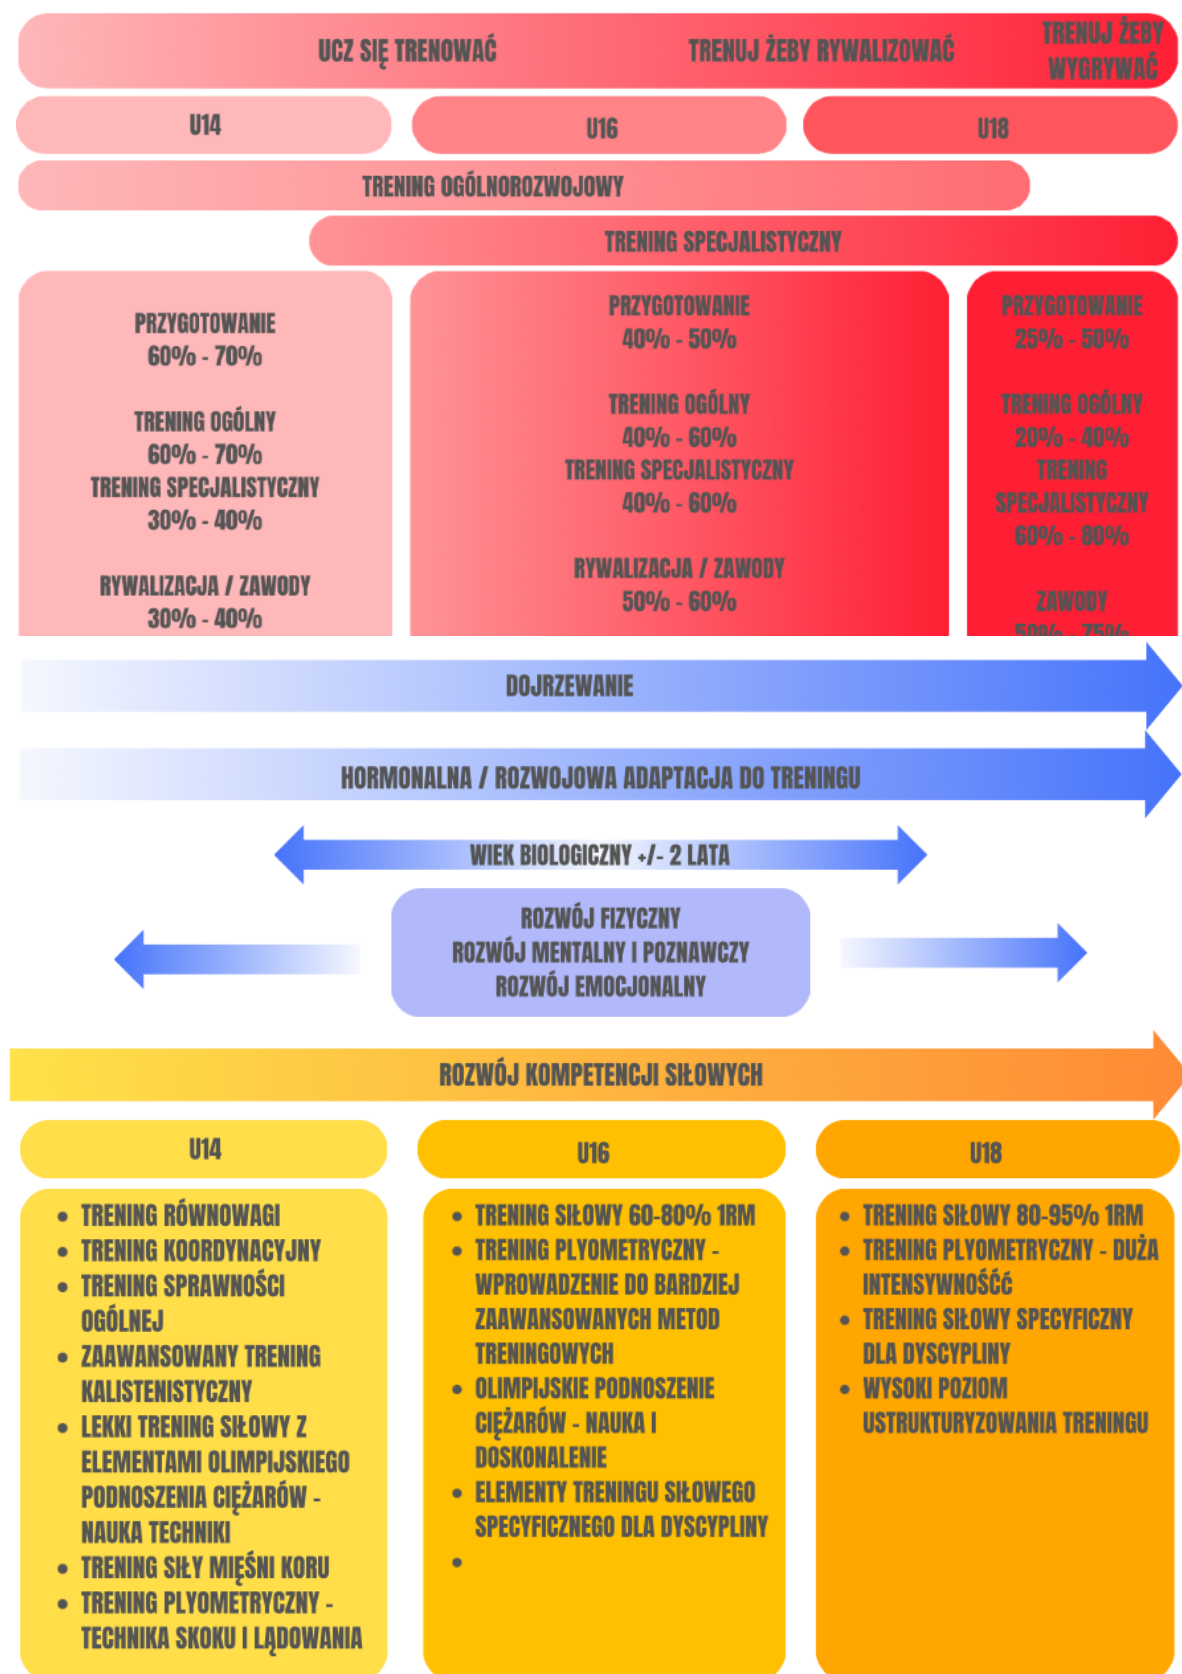 UCZ SIĘ TRENOWAĆ
TRENUJ ŻEBY RYWALIZOWAĆ
TRENUJ ŻEBY
WYGRYWAĆ
U14
U16
U18
TRENING OGÓLNOROZWOJOWY
TRENING SPECJALISTYCZNY
PRZYGOTOWANIE
60% - 70%
TRENING OGÓLNY
60% - 70%
TRENING SPECJALISTYCZNY
30% - 40%
RYWALIZACJA / ZAWODY
30% - 40%
PRZYGOTOWANIE
40% - 50%
TRENING OGÓLNY
40% - 60%
TRENING SPECJALISTYCZNY
40% - 60%
RYWALIZACJA / ZAWODY
50% - 60%
PRZYGOTOWANIE
25% - 50%
TRENING OGÓLNY
20% - 40%
TRENING
SPECJALISTYCZNY
60% - 80%
ZAWODY
50% - 75%
DOJRZEWANIE
HORMONALNA / ROZWOJOWA ADAPTACJA DO TRENINGU
WIEK BIOLOGICZNY +/- 2 LATA
ROZWÓJ FIZYCZNY
ROZWÓJ MENTALNY I POZNAWCZY
ROZWÓJ EMOCJONALNY
ROZWÓJ KOMPETENCJI SIŁOWYCH
U14
U16
U18
• TRENING RÓWNOWAGI
• TRENING KOORDYNACYJNY
• TRENING SPRAWNOŚCI
OGÓLNEJ
• ZAAWANSOWANY TRENING
KALISTENISTYCZNY
• LEKKI TRENING SIŁOWY Z
ELEMENTAMI OLIMPIJSKIEGO
PODNOSZENIA CIĘŻARÓW -
NAUKA TECHNIKI
• TRENING SIŁY MIĘŚNI KORU
• TRENING PLYOMETRYCZNY -
TECHNIKA SKOKU I LĄDOWANIA
• TRENING SIŁOWY 60-80% 1RM
• TRENING PLYOMETRYCZNY -
WPROWADZENIE DO BARDZIEJ
ZAAWANSOWANYCH METOD
TRENINGOWYCH
• OLIMPIJSKIE PODNOSZENIE
CIĘŻARÓW - NAUKA I
DOSKONALENIE
• ELEMENTY TRENINGU SIŁOWEGO
SPECYFICZNEGO DLA DYSCYPLINY
•
• TRENING SIŁOWY 80-95% 1RM
• TRENING PLYOMETRYCZNY - DUŻA
INTENSYWNOŚĆć
• TRENING SIŁOWY SPECYFICZNY
DLA DYSCYPLINY
• WYSOKI POZIOM
USTRUKTURYZOWANIA TRENINGU